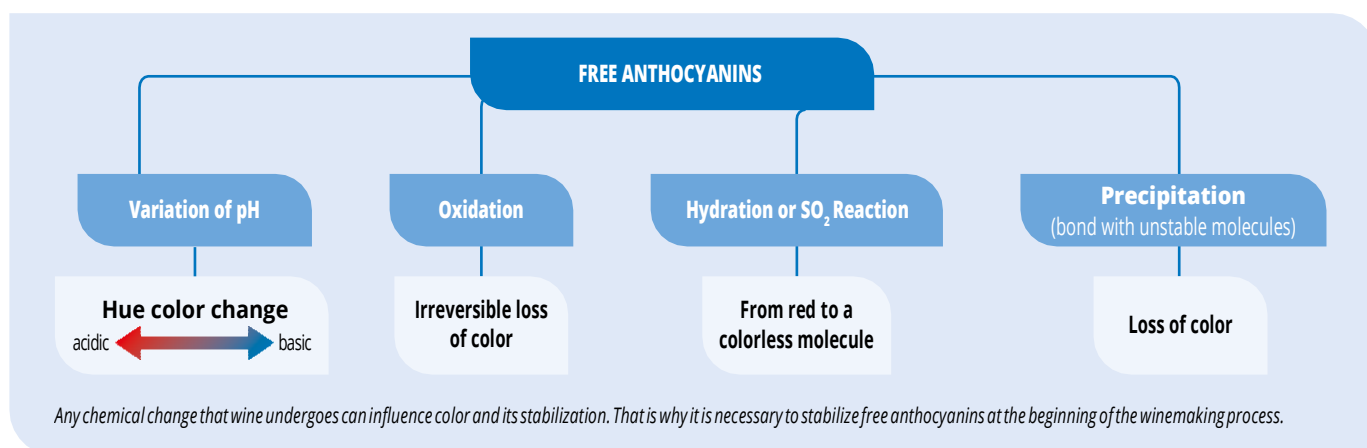 FREE ANTHOCYANINS
Variation of pH
Oxidation
Hydration or SO₂ Reaction
Precipitation
(bond with unstable molecules)
Hue color change
acidic
basic
Irreversible loss
of color
From red to a
colorless molecule
Loss of color
Any chemical change that wine undergoes can influence color and its stabilization. That is why it is necessary to stabilize free anthocyanins at the beginning of the winemaking process.